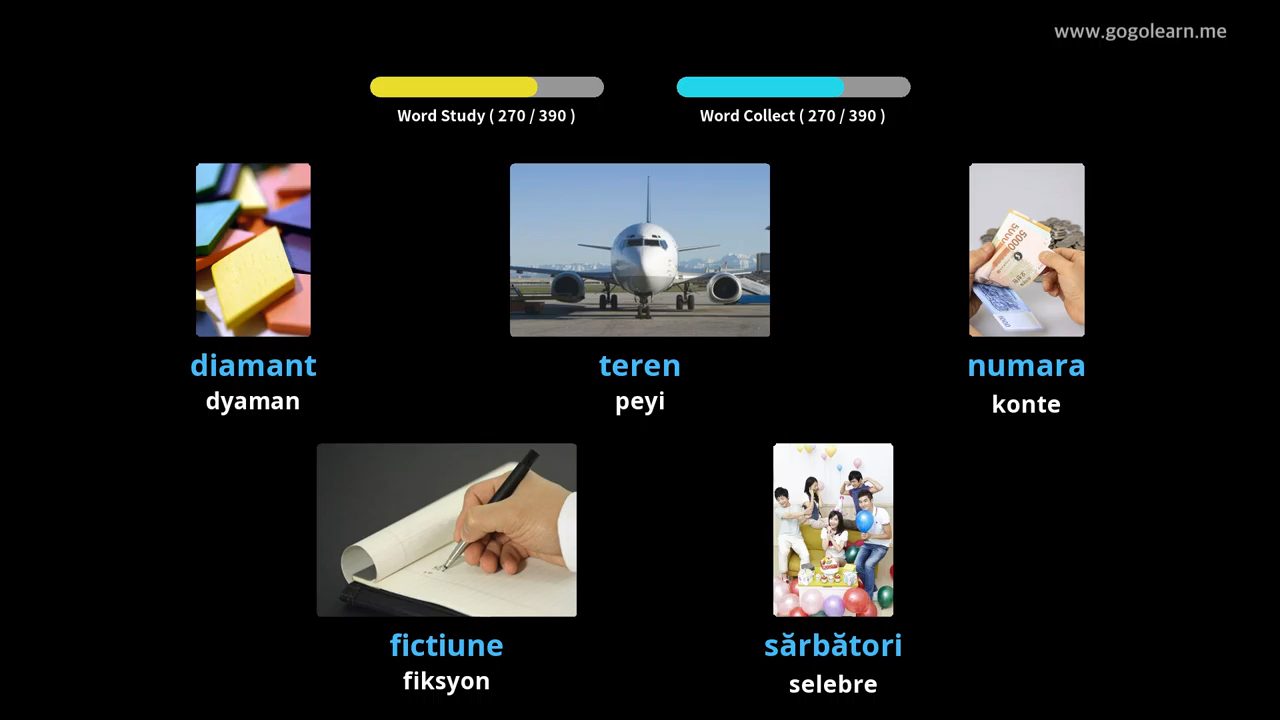 www.gogolearn.me
Word Study ( 270 / 390 )
Word Collect ( 270 / 390 )
diamant
dyaman
teren
peyi
numara
konte
fictiune
fiksyon
sărbători
selebre